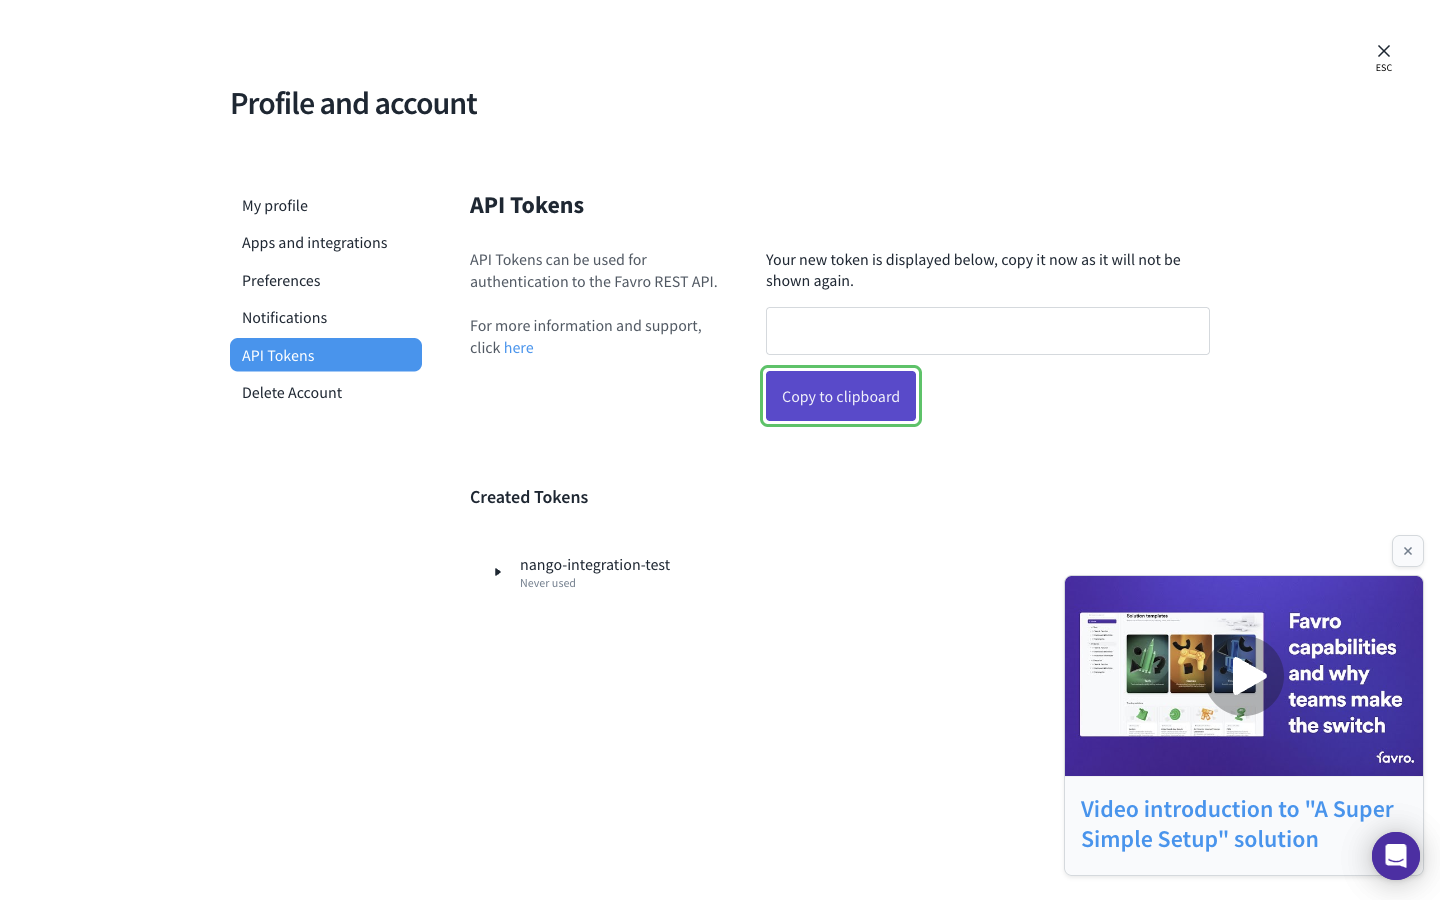 ESC
Profile and account
My profile
Apps and integrations
Preferences
Notifications
API Tokens
Delete Account
API Tokens
API Tokens can be used for
authentication to the Favro REST API.
For more information and support,
click here
Your new token is displayed below, copy it now as it will not be
shown again.
Copy to clipboard
Created Tokens
nango-integration-test
Never used
Solution templates
Favro
capabilities
and why
teams make
the switch
favro.
Video introduction to "A Super
Simple Setup" solution